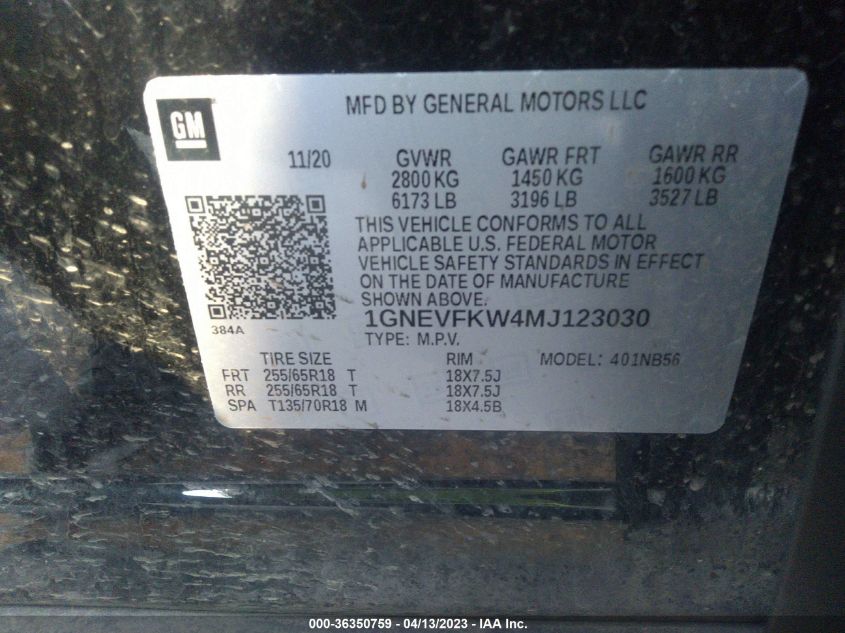 MFD BY GENERAL MOTORS LLC
GM
11/20 GVWR GAWR FRT GAWR RR
2800 KG 1450 KG 1600 KG
6173 LB 3196 LB 3527 LB
THIS VEHICLE CONFORMS TO ALL
APPLICABLE U.S. FEDERAL MOTOR
VEHICLE SAFETY STANDARDS IN EFFECT
ON THE DATE OF MANUFACTURE
SHOWN ABOVE.
384A
1GNEVFKW4MJ123030
TYPE: M.P.V.
TIRE SIZE RIM MODEL: 401NB56
FRT 255/65R18 T 18X7.5J
RR 255/65R18 T 18X7.5J
SPA T135/70R18 M 18X4.5B
000-36350759 - 04/13/2023 - IAA Inc.